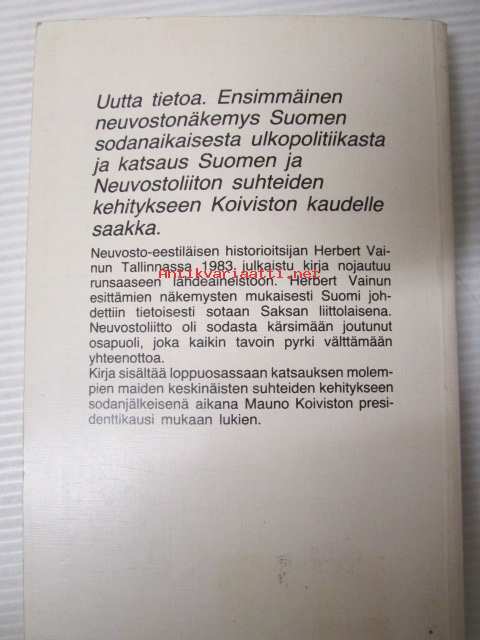 Uutta tietoa. Ensimmäinen
neuvostonäkemys Suomen
sodanaikaisesta ulkopolitiikasta
ja katsaus Suomen ja
Neuvostoliiton suhteiden
kehitykseen Koiviston kaudelle
saakka.
Neuvosto-eestiläisen historioitsijan Herbert Vai-
nun Tallinnassa 1983 julkaistu kirja nojautuu
Antiikvariaatti.net
runsaaseen lähdeaineistoon. Herbert Vainun
esittämien näkemysten mukaisesti Suomi joh-
dettiin tietoisesti sotaan Saksan liittolaisena.
Neuvostoliitto oli sodasta kärsimään joutunut
osapuoli, joka kaikin tavoin pyrki välttämään
yhteenottoa.
Kirja sisältää loppuosassaan katsauksen molem-
pien maiden keskinäisten suhteiden kehitykseen
sodanjälkeisenä aikana Mauno Koiviston presi-
denttikausi mukaan lukien.